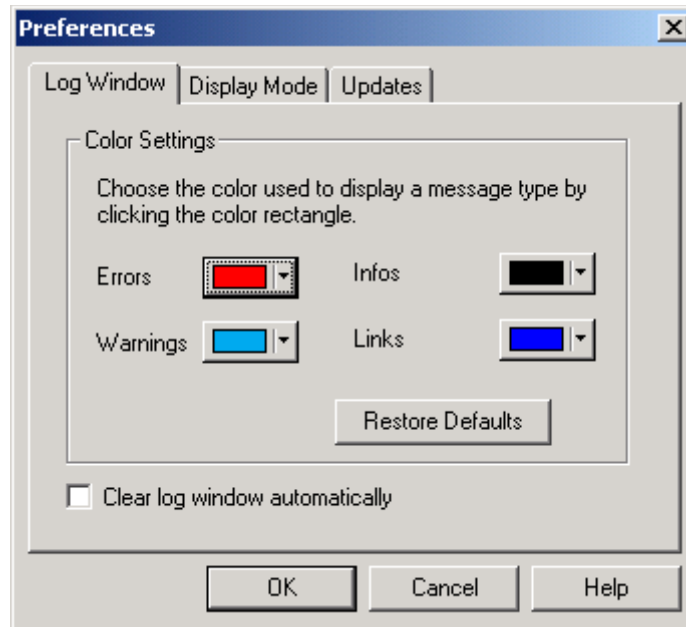 Preferences
Log Window Display Mode Updates
Color Settings
Choose the color used to display a message type by
clicking the color rectangle.
Errors Infos
Warnings Links
Restore Defaults
Clear log window automatically
OK Cancel Help